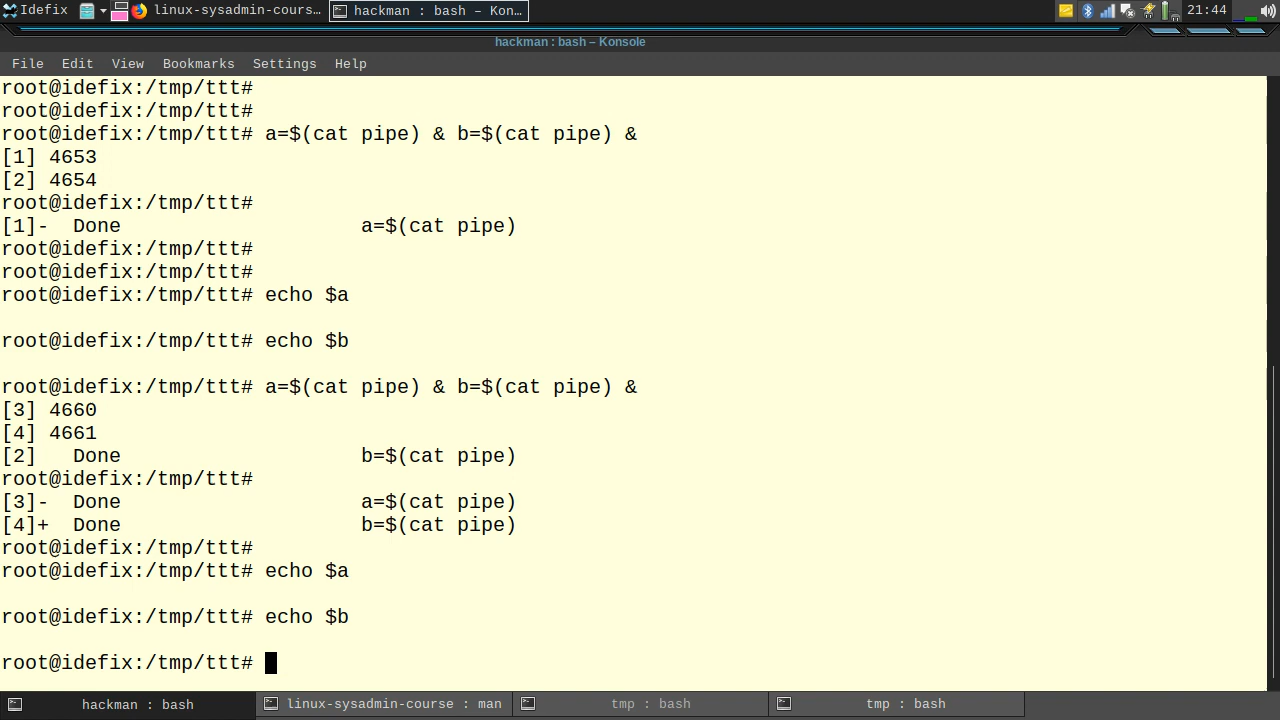 Idefix linux-sysadmin-cours… hackman : bash – Kon… 21:44
hackman : bash – Konsole
File Edit View Bookmarks Settings Help
root@idefix:/tmp/ttt#
root@idefix:/tmp/ttt#
root@idefix:/tmp/ttt# a=$(cat pipe) & b=$(cat pipe) &
[1] 4653
[2] 4654
root@idefix:/tmp/ttt#
[1]-  Done                    a=$(cat pipe)
root@idefix:/tmp/ttt#
root@idefix:/tmp/ttt#
root@idefix:/tmp/ttt# echo $a
root@idefix:/tmp/ttt# echo $b
root@idefix:/tmp/ttt# a=$(cat pipe) & b=$(cat pipe) &
[3] 4660
[4] 4661
[2]   Done                    b=$(cat pipe)
root@idefix:/tmp/ttt#
[3]-  Done                    a=$(cat pipe)
[4]+  Done                    b=$(cat pipe)
root@idefix:/tmp/ttt#
root@idefix:/tmp/ttt# echo $a
root@idefix:/tmp/ttt# echo $b
root@idefix:/tmp/ttt#
hackman : bash linux-sysadmin-course : man tmp : bash tmp : bash